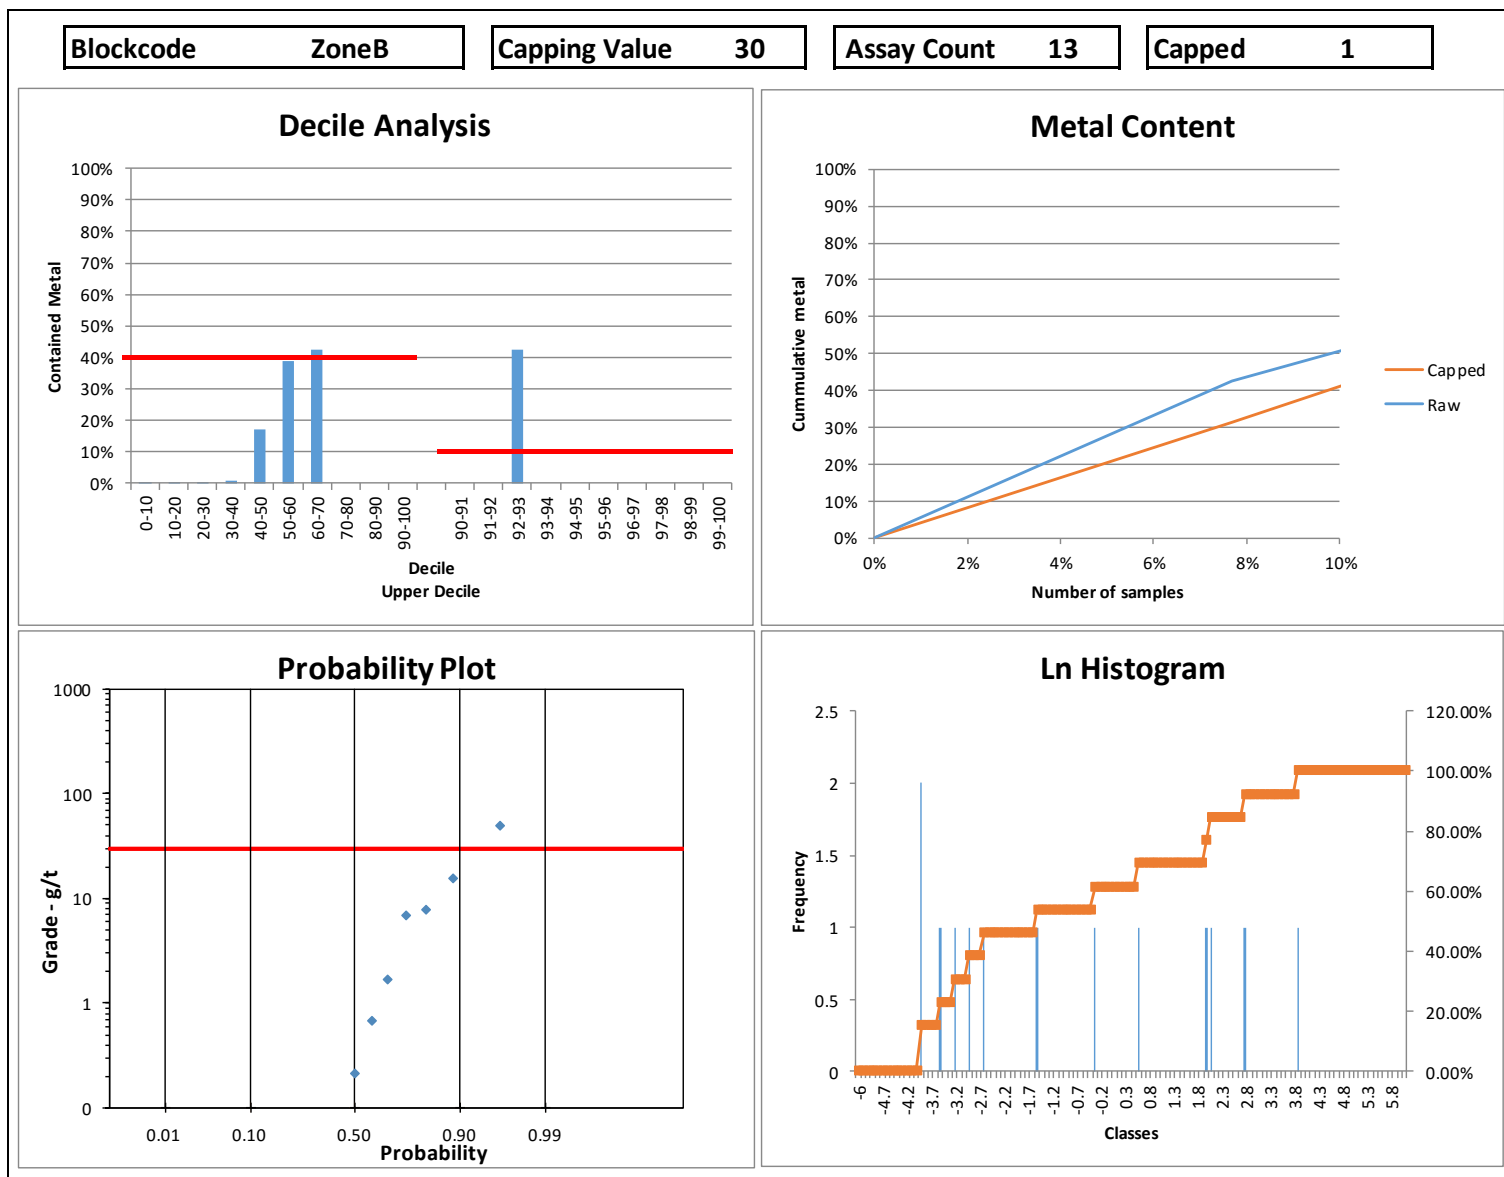 Blockcode ZoneB
Capping Value 30
Assay Count 13
Capped 1
Decile Analysis
100%
90%
80%
70%
60%
50%
40%
30%
20%
10%
0%
Contained Metal
0-10 10-20 20-30 30-40 40-50 50-60 60-70 70-80 80-90 90-100 90-91 91-92 92-93 93-94 94-95 95-96 96-97 97-98 98-99 99-100
Decile
Upper Decile
Metal Content
100%
90%
80%
70%
60%
50%
40%
30%
20%
10%
0%
Cummulative metal
0% 2% 4% 6% 8% 10%
Number of samples
Capped
Raw
Probability Plot
1000
100
10
1
0
Grade - g/t
0.01 0.10 0.50 0.90 0.99
Probability
Ln Histogram
2.5
2
1.5
1
0.5
0
Frequency
120.00%
100.00%
80.00%
60.00%
40.00%
20.00%
0.00%
-6 -4.7 -4.2 -3.7 -3.2 -2.7 -2.2 -1.7 -1.2 -0.7 -0.2 0.3 0.8 1.3 1.8 2.3 2.8 3.3 3.8 4.3 4.8 5.3 5.8
Classes